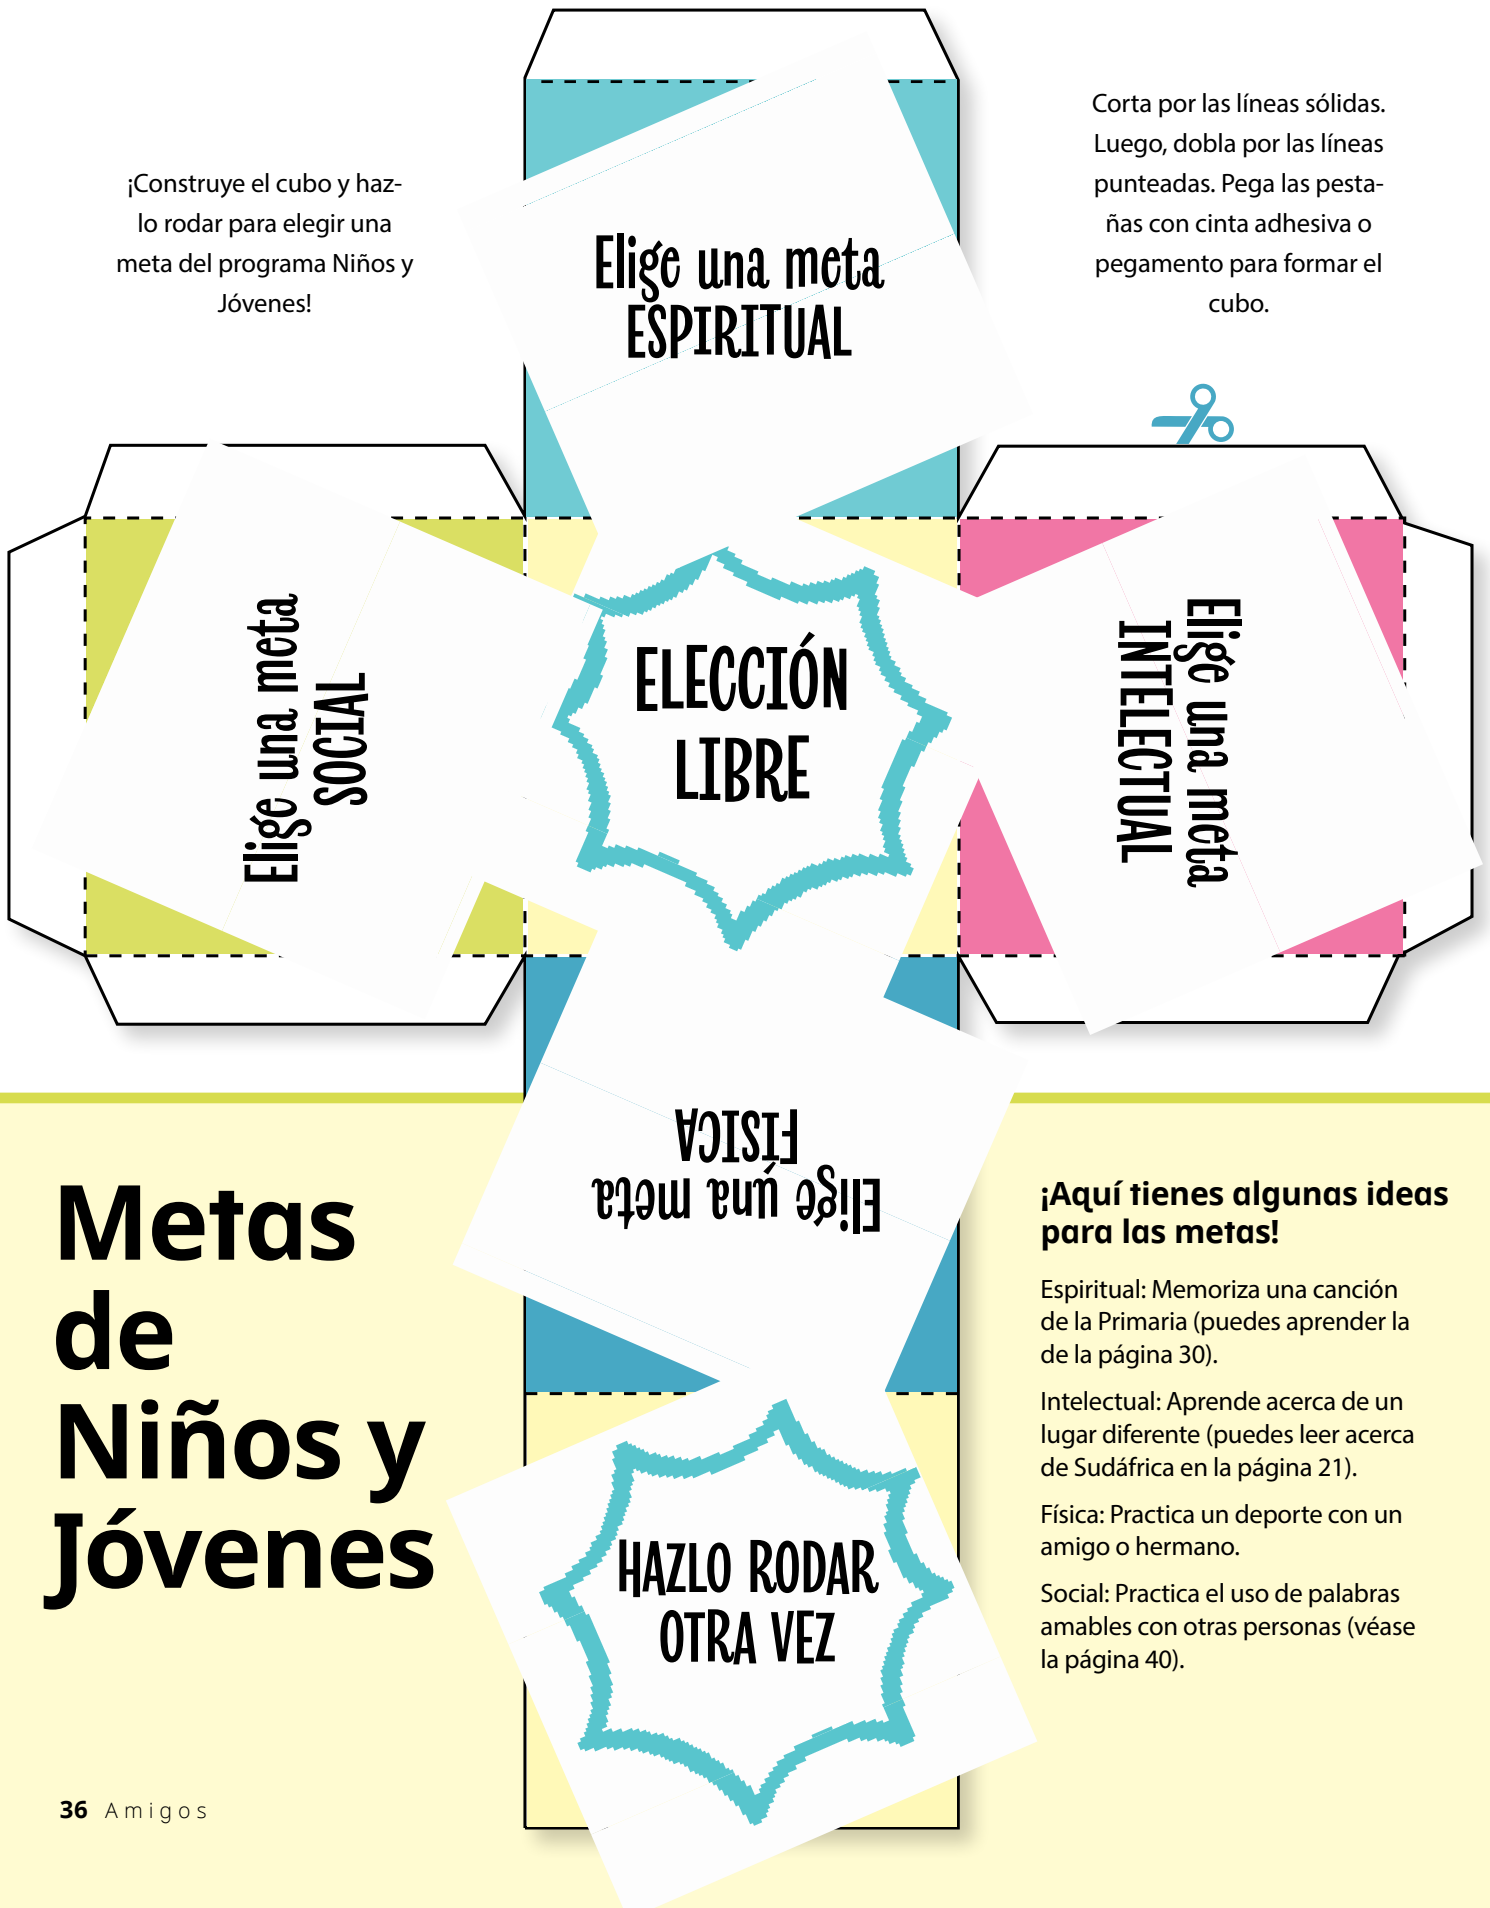 ¡Construye el cubo y haz-
lo rodar para elegir una
meta del programa Niños y
Jóvenes!
Corta por las líneas sólidas.
Luego, dobla por las líneas
punteadas. Pega las pesta-
ñas con cinta adhesiva o
pegamento para formar el
cubo.
Elige una meta
ESPIRITUAL
Elige una meta
SOCIAL
ELECCIÓN
LIBRE
Elige una meta
INTELECTUAL
Elige una meta
FÍSICA
HAZLO RODAR
OTRA VEZ
Metas
de
Niños y
Jóvenes
¡Aquí tienes algunas ideas
para las metas!
Espiritual: Memoriza una canción
de la Primaria (puedes aprender la
de la página 30).
Intelectual: Aprende acerca de un
lugar diferente (puedes leer acerca
de Sudáfrica en la página 21).
Física: Practica un deporte con un
amigo o hermano.
Social: Practica el uso de palabras
amables con otras personas (véase
la página 40).
36 Amigos